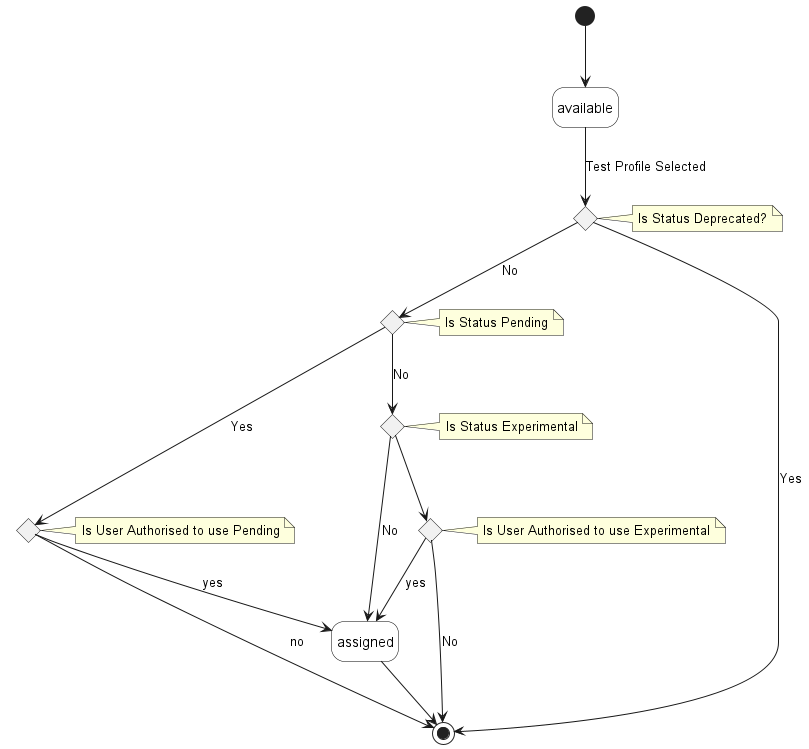 available
Test Profile Selected
Is Status Deprecated?
No
Is Status Pending
No
Yes
Is Status Experimental
Yes
Is User Authorised to use Pending
No
Is User Authorised to use Experimental
yes
yes
no
assigned
No